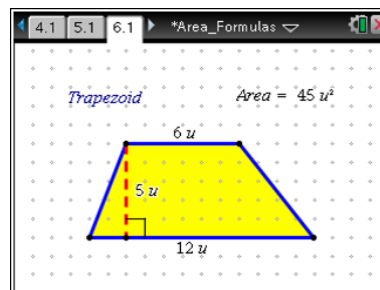 4.1 5.1 6.1 *Area_Formulas
Trapezoid Area = 45 u²
6 u
5 u
12 u